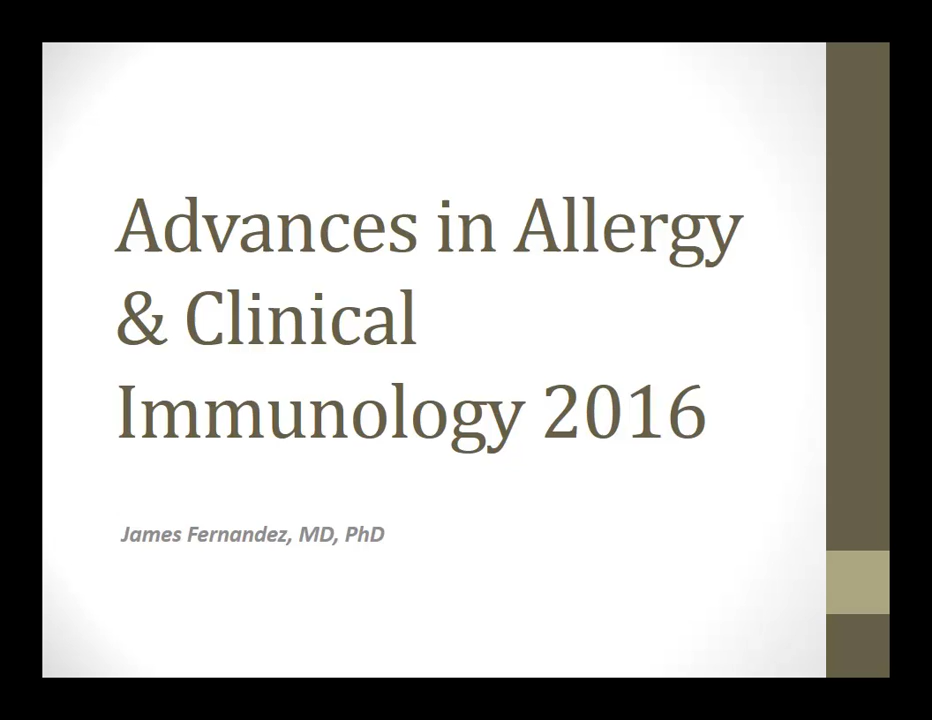 Advances in Allergy
& Clinical
Immunology 2016
James Fernandez, MD, PhD